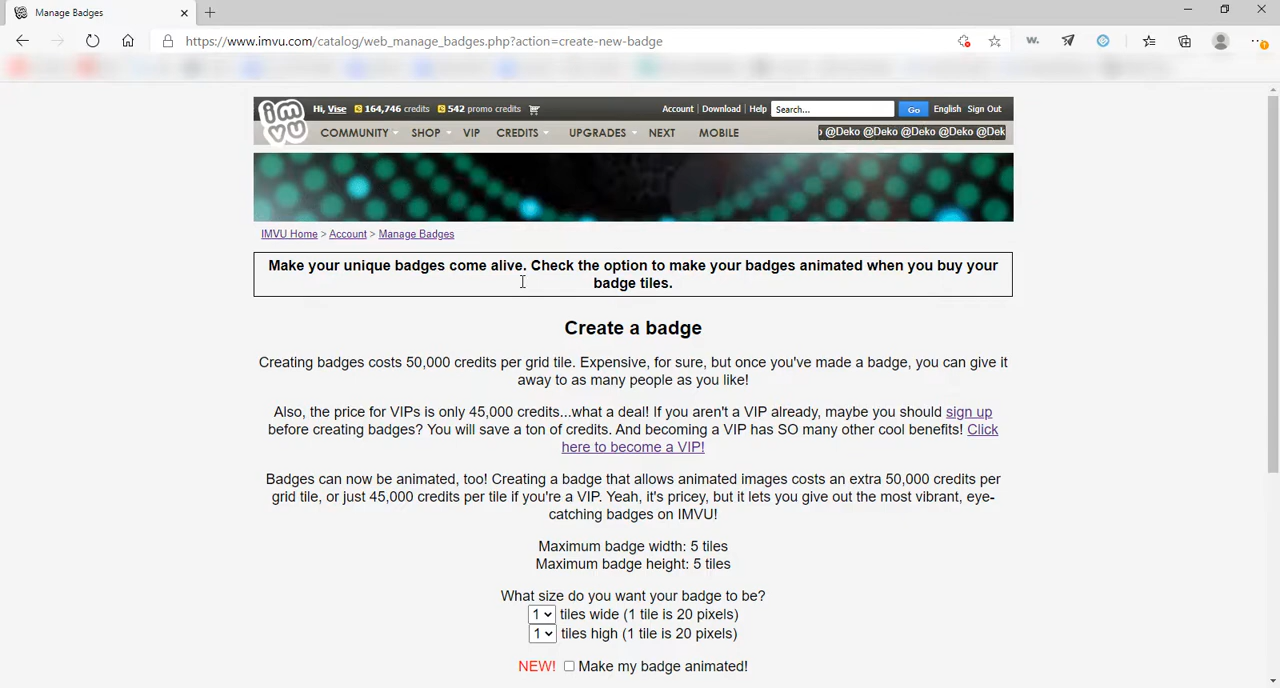 Manage Badges
https://www.imvu.com/catalog/web_manage_badges.php?action=create-new-badge
w.
imvu
Hi, Vise 164,746 credits 542 promo credits Account | Download | Help Search... Go English Sign Out
COMMUNITY SHOP VIP CREDITS UPGRADES NEXT MOBILE @Deko @Deko @Deko @Deko @Dek
IMVU Home > Account > Manage Badges
Make your unique badges come alive. Check the option to make your badges animated when you buy your
badge tiles.
Create a badge
Creating badges costs 50,000 credits per grid tile. Expensive, for sure, but once you've made a badge, you can give it
away to as many people as you like!
Also, the price for VIPs is only 45,000 credits...what a deal! If you aren't a VIP already, maybe you should sign up
before creating badges? You will save a ton of credits. And becoming a VIP has SO many other cool benefits! Click
here to become a VIP!
Badges can now be animated, too! Creating a badge that allows animated images costs an extra 50,000 credits per
grid tile, or just 45,000 credits per tile if you're a VIP. Yeah, it's pricey, but it lets you give out the most vibrant, eye-
catching badges on IMVU!
Maximum badge width: 5 tiles
Maximum badge height: 5 tiles
What size do you want your badge to be?
1 tiles wide (1 tile is 20 pixels)
1 tiles high (1 tile is 20 pixels)
NEW! Make my badge animated!